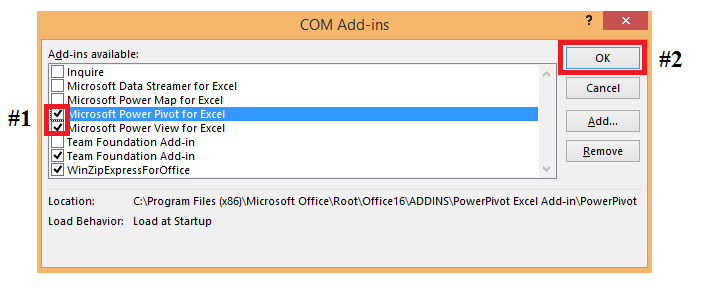 COM Add-ins
?
Add-ins available:
Inquire
Microsoft Data Streamer for Excel
Microsoft Power Map for Excel
Microsoft Power Pivot for Excel
Microsoft Power View for Excel
Team Foundation Add-in
Team Foundation Add-in
WinZipExpressForOffice
#1
OK
#2
Cancel
Add...
Remove
Location: C:\Program Files (x86)\Microsoft Office\Root\Office16\ADDINS\PowerPivot Excel Add-in\PowerPivot
Load Behavior: Load at Startup